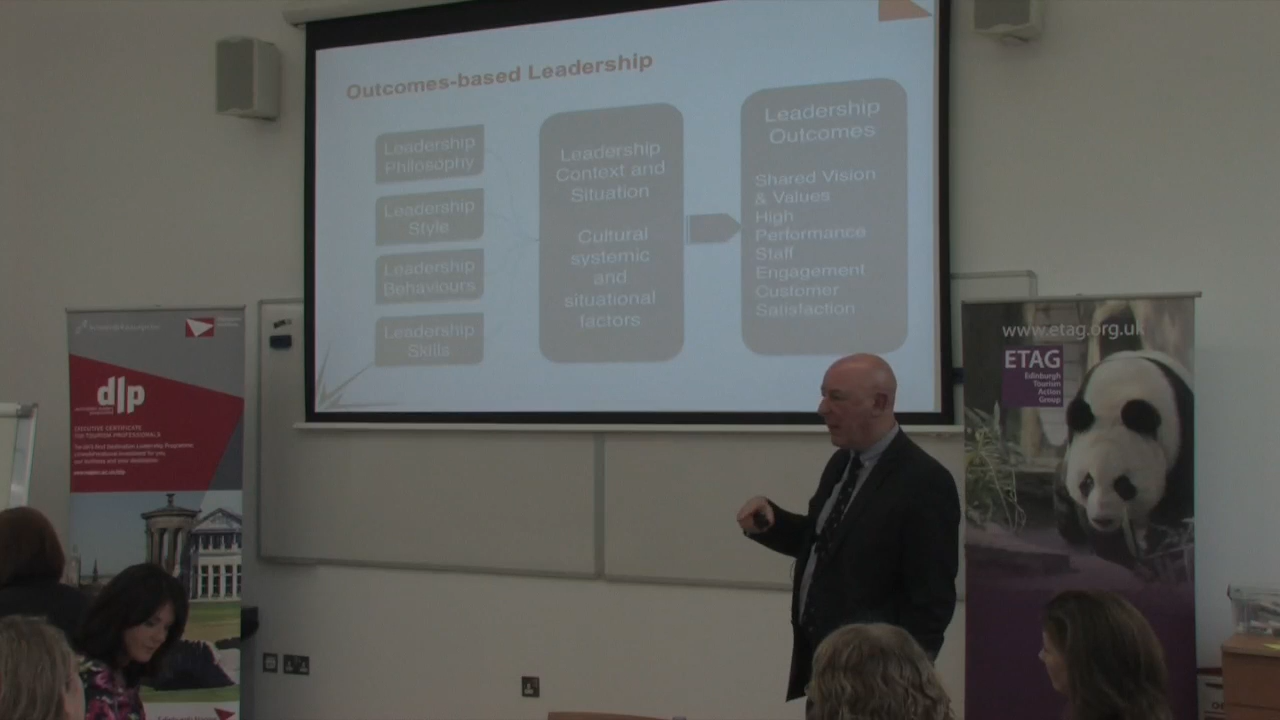 Outcomes-based Leadership
Leadership
Philosophy
Leadership
Style
Leadership
Behaviours
Leadership
Skills
Leadership
Context and
Situation
Cultural
systemic
and
situational
factors
Leadership
Outcomes
Shared Vision
& Values
High
Performance
Staff
Engagement
Customer
Satisfaction
dlp
EXECUTIVE CERTIFICATE
FOR TOURISM PROFESSIONALS
www.etag.org.uk
ETAG
Edinburgh
Tourism
Action
Group